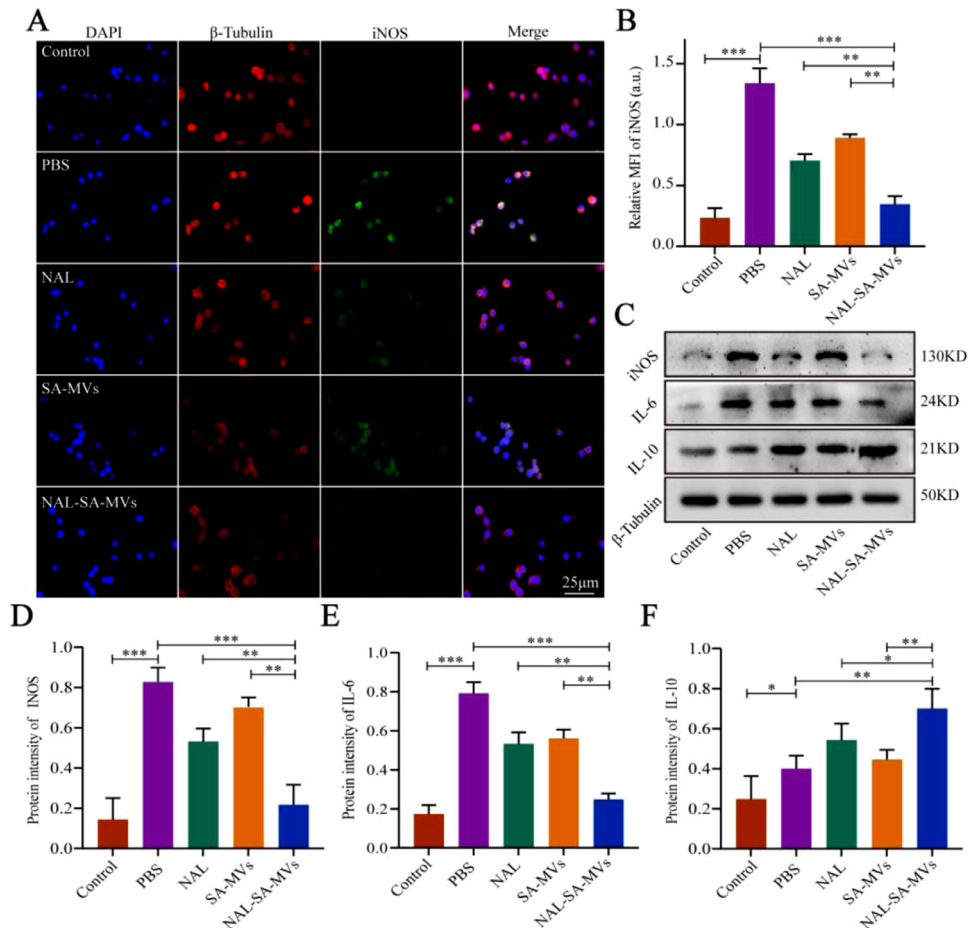 A
DAPI
β-Tubulin
iNOS
Merge
Control
PBS
NAL
SA-MVs
NAL-SA-MVs
25μm
B
Relative MFI of iNOS (a.u.)
1.5
1.0
0.5
0.0
***
***
**
**
Control
PBS
NAL
SA-MVs
NAL-SA-MVs
C
iNOS
130KD
IL-6
24KD
IL-10
21KD
β-Tubulin
50KD
Control
PBS
NAL
SA-MVs
NAL-SA-MVs
D
Protein intensity of INOS
1.0
0.8
0.6
0.4
0.2
0.0
***
***
**
**
Control
PBS
NAL
SA-MVs
NAL-SA-MVs
E
Protein intensity of IL-6
1.0
0.8
0.6
0.4
0.2
0.0
***
***
**
**
Control
PBS
NAL
SA-MVs
NAL-SA-MVs
F
Protein intensity of IL-10
1.0
0.8
0.6
0.4
0.2
0.0
**
*
**
*
Control
PBS
NAL
SA-MVs
NAL-SA-MVs